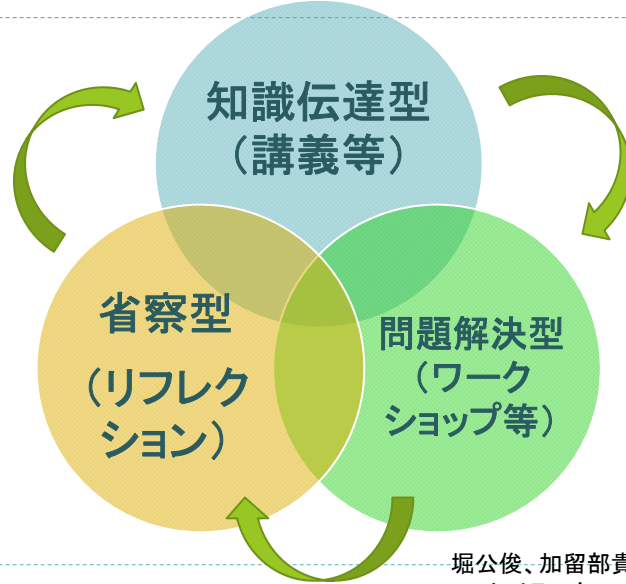 知識伝達型
（講義等）
省察型
（リフレク
ション）
問題解決型
（ワーク
ショップ等）
堀公俊、加留部貴